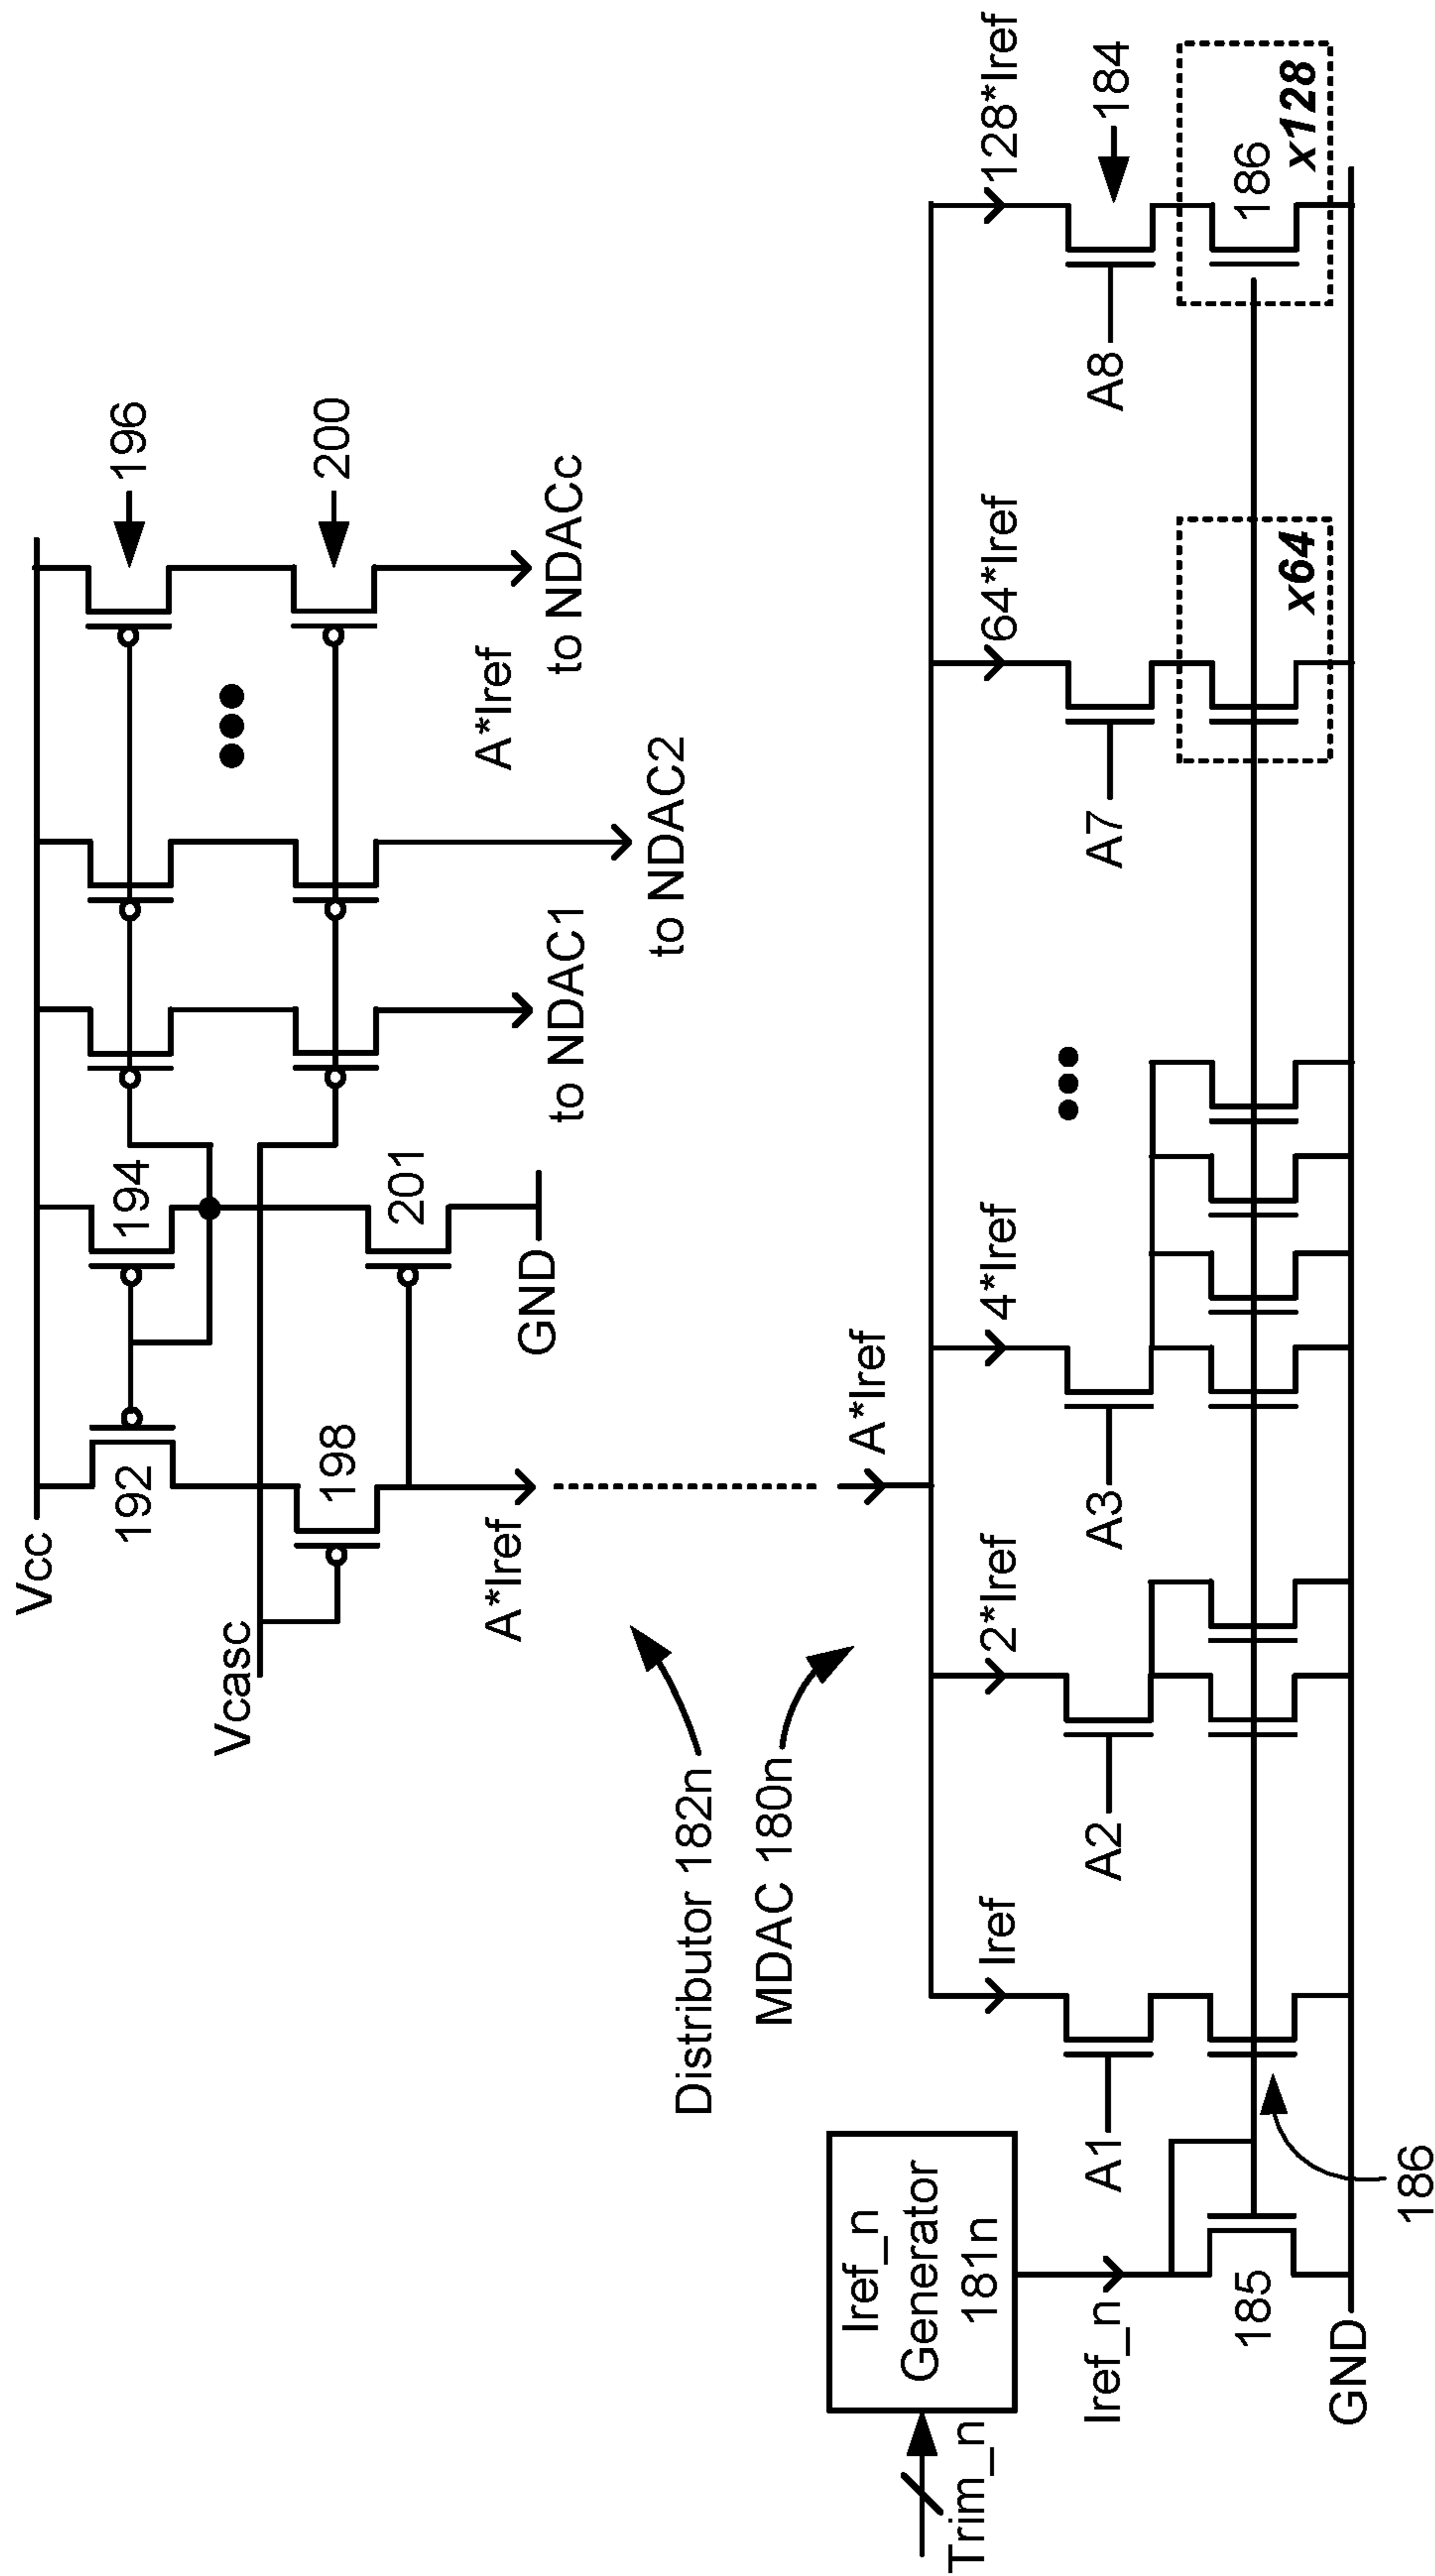 Vcc
192
194
196
Vcasc
198
201
200
A*Iref
GND
to NDAC1
to NDAC2
A*Iref
to NDACc
Distributor 182n
MDAC 180n
A*Iref
Trim_n
Iref_n
Generator
181n
Iref_n
Iref
2*Iref
4*Iref
64*Iref
128*Iref
A1
A2
A3
A7
A8
184
185
186
186
x64
x128
GND